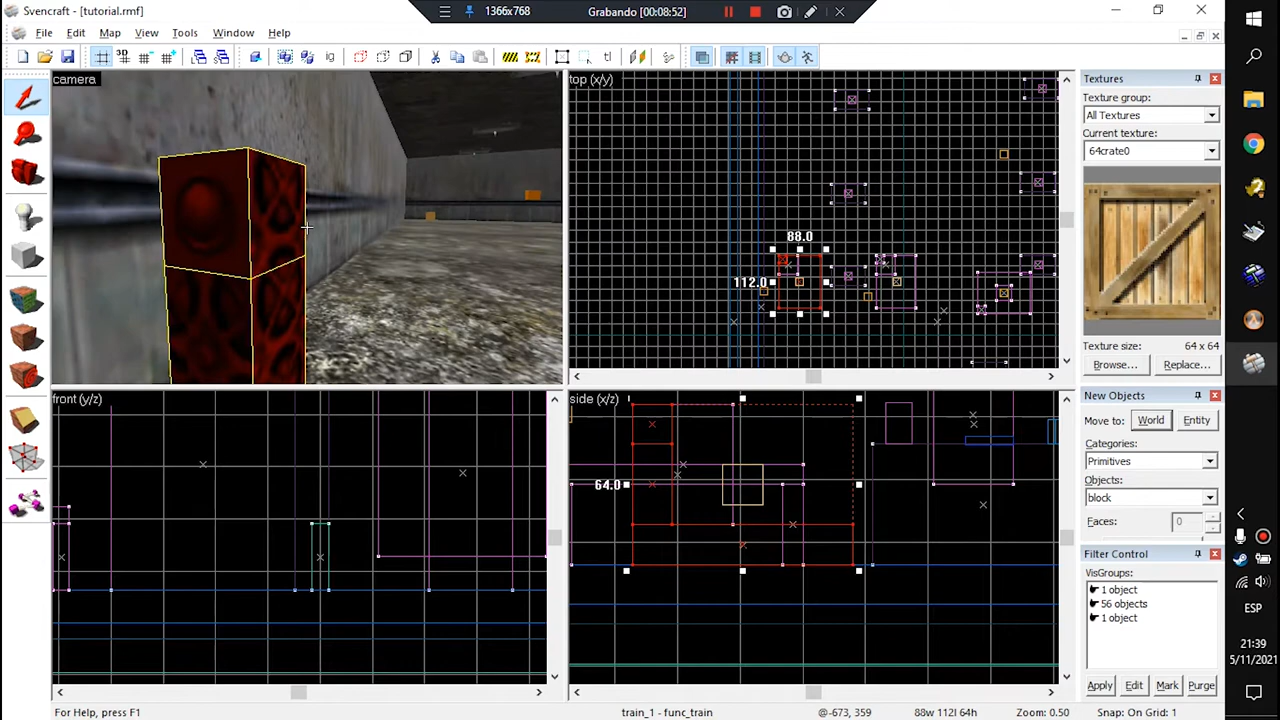 1366x768
Grabando [00:08:52]
Svencraft - [tutorial.rmf]
File Edit Map View Tools Window Help
3D
ig
tl
camera
top (x/y)
88.0
112.0
front (y/z)
side (x/z)
64.0
Textures
Texture group:
All Textures
Current texture:
64crate0
Texture size: 64 x 64
Browse... Replace...
New Objects
Move to: World Entity
Categories:
Primitives
Objects:
block
Faces: 0
Filter Control
VisGroups:
1 object
56 objects
1 object
Apply Edit Mark Purge
For Help, press F1
train_1 - func_train
@-673, 359
88w 112l 64h
Zoom: 0.50
Snap: On Grid: 1
ESP
21:39
5/11/2021